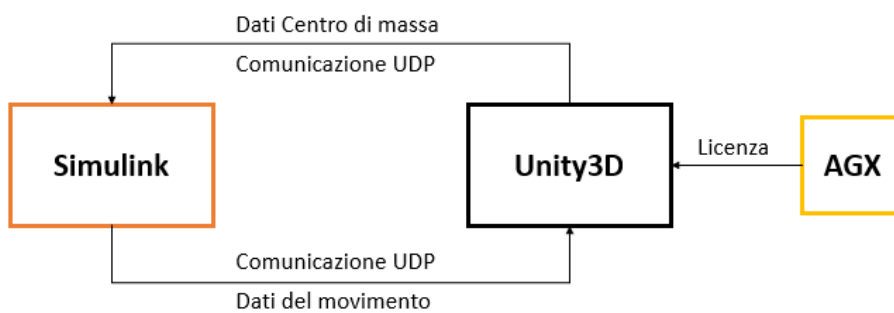 Dati Centro di massa
Comunicazione UDP
Simulink
Unity3D
Licenza
AGX
Comunicazione UDP
Dati del movimento